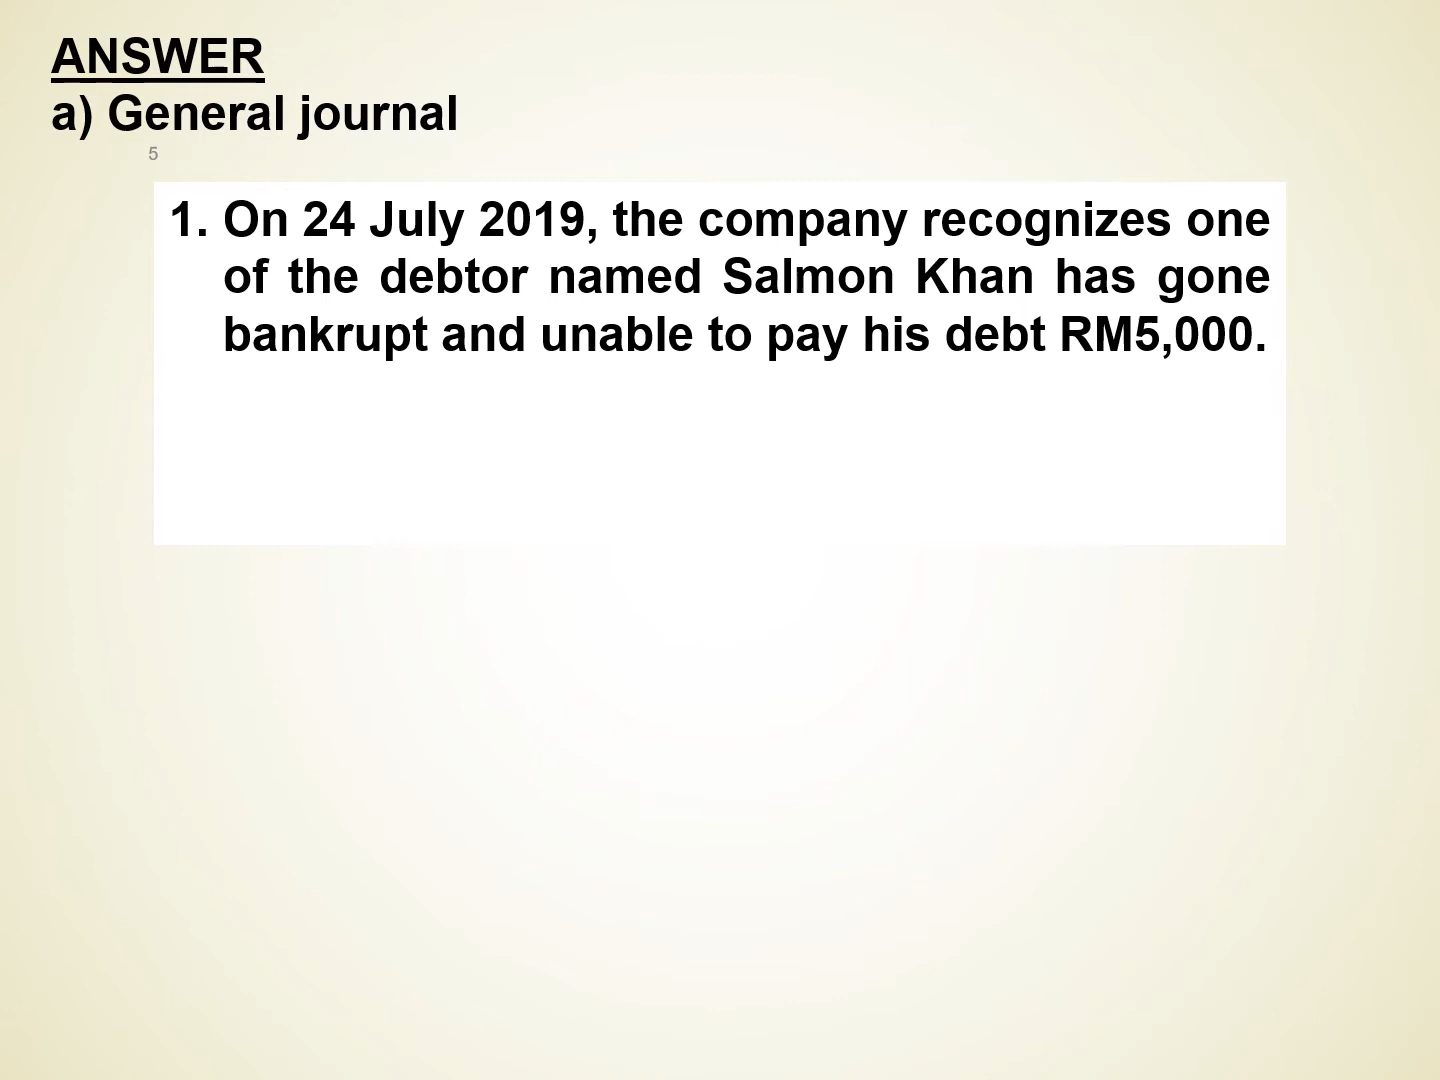 ANSWER
a) General journal
5
1. On 24 July 2019, the company recognizes one
of the debtor named Salmon Khan has gone
bankrupt and unable to pay his debt RM5,000.